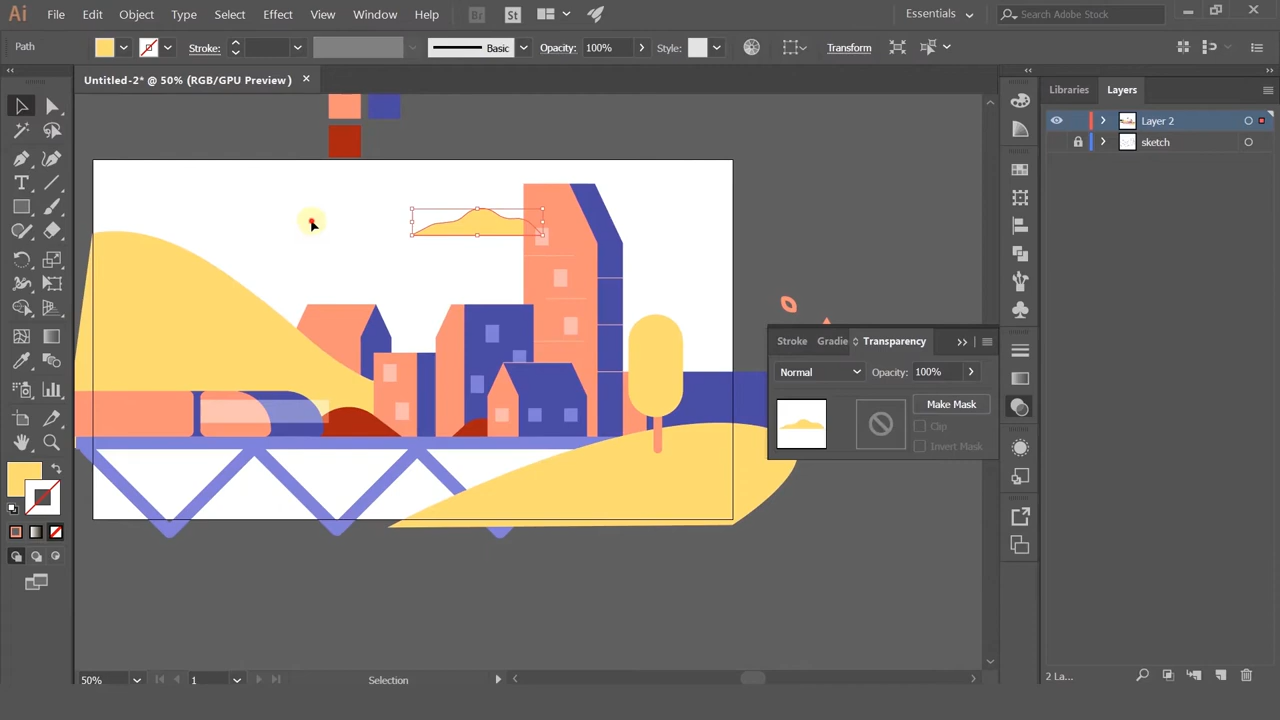 Ai File Edit Object Type Select Effect View Window Help Br St Essentials Search Adobe Stock
Path Stroke: Basic Opacity: 100% Style: Transform
Untitled-2* @ 50% (RGB/GPU Preview) ×
Libraries Layers
Layer 2
sketch
Stroke Gradie Transparency
Normal Opacity: 100%
Make Mask
Clip
Invert Mask
50% 1 Selection
2 La...